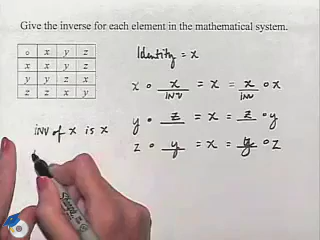 Give the inverse for each element in the mathematical system.
∘ x y z
x x y z
y y z x
z z x y
Identity = x
x ∘ x = x = x ∘ x
INV INV
y ∘ z = x = z ∘ y
z ∘ y = x = y ∘ z
INV of x is x